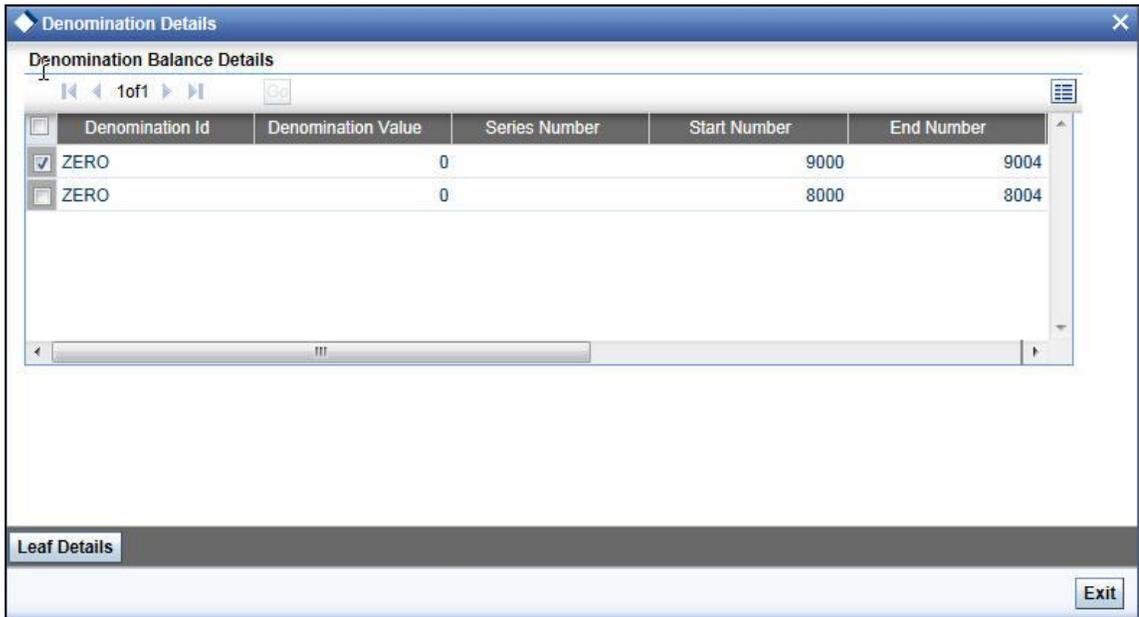 Denomination Details
Denomination Balance Details
1of1 Go
Denomination Id Denomination Value Series Number Start Number End Number
ZERO 0 9000 9004
ZERO 0 8000 8004
Leaf Details
Exit